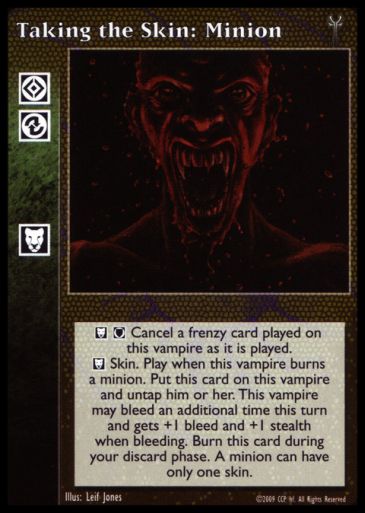 Taking the Skin: Minion
Cancel a frenzy card played on
this vampire as it is played.
Skin. Play when this vampire burns
a minion. Put this card on this vampire
and untap him or her. This vampire
may bleed an additional time this turn
and gets +1 bleed and +1 stealth
when bleeding. Burn this card during
your discard phase. A minion can have
only one skin.
Illus: Leif Jones
©2009 CCP hf. All Rights Reserved